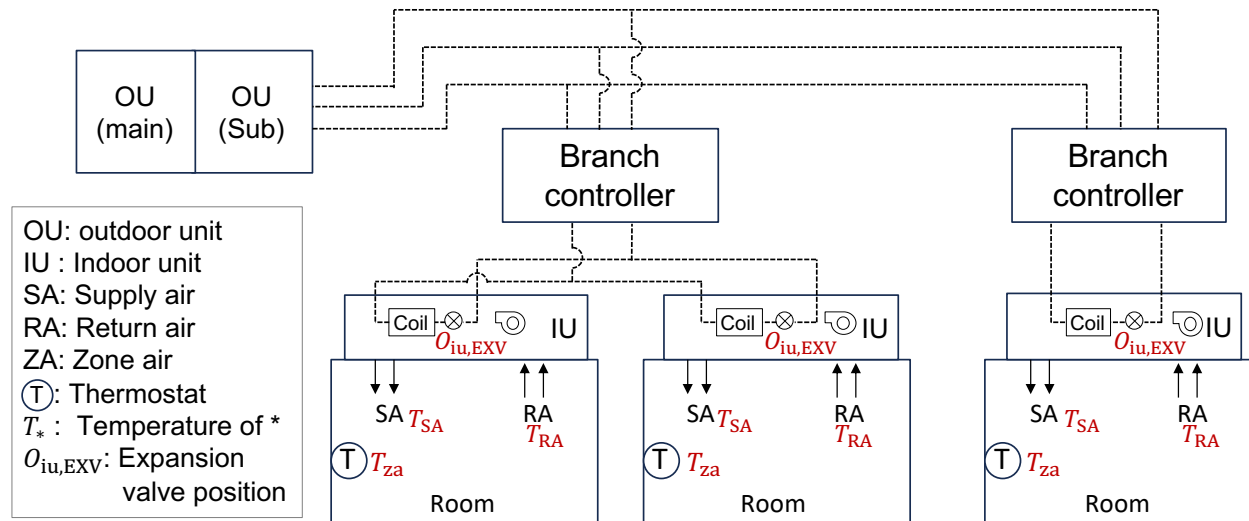 OU
(main)
OU
(Sub)
Branch
controller
Branch
controller
OU: outdoor unit
IU : Indoor unit
SA: Supply air
RA: Return air
ZA: Zone air
T: Thermostat
T* : Temperature of *
Oiu,EXV: Expansion
valve position
Coil
IU
Oiu,EXV
SA TSA
RA
TRA
T Tza
Room
Coil
IU
Oiu,EXV
SA TSA
RA
TRA
T Tza
Room
Coil
IU
Oiu,EXV
SA TSA
RA
TRA
T Tza
Room